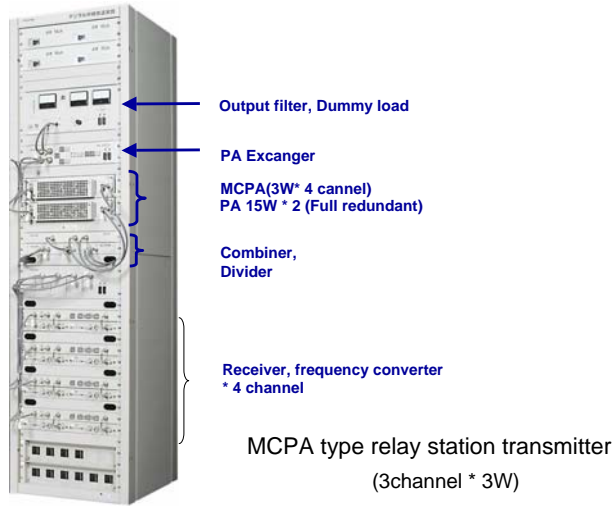 Output filter, Dummy load
PA Excanger
MCPA(3W* 4 cannel)
PA 15W * 2 (Full redundant)
Combiner,
Divider
Receiver, frequency converter
* 4 channel
MCPA type relay station transmitter
(3channel * 3W)